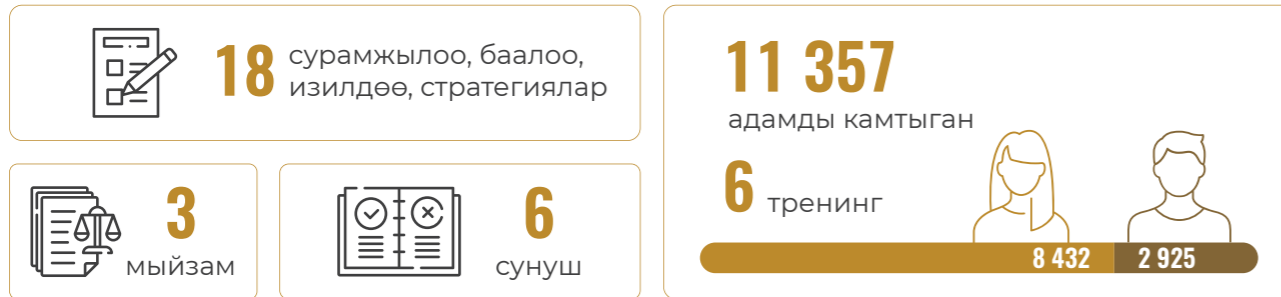 18
сурамжылоо, баалоо,
изилдөө, стратегиялар
3
мыйзам
6
сунуш
11 357
адамды камтыган
6 тренинг
8 432 2 925